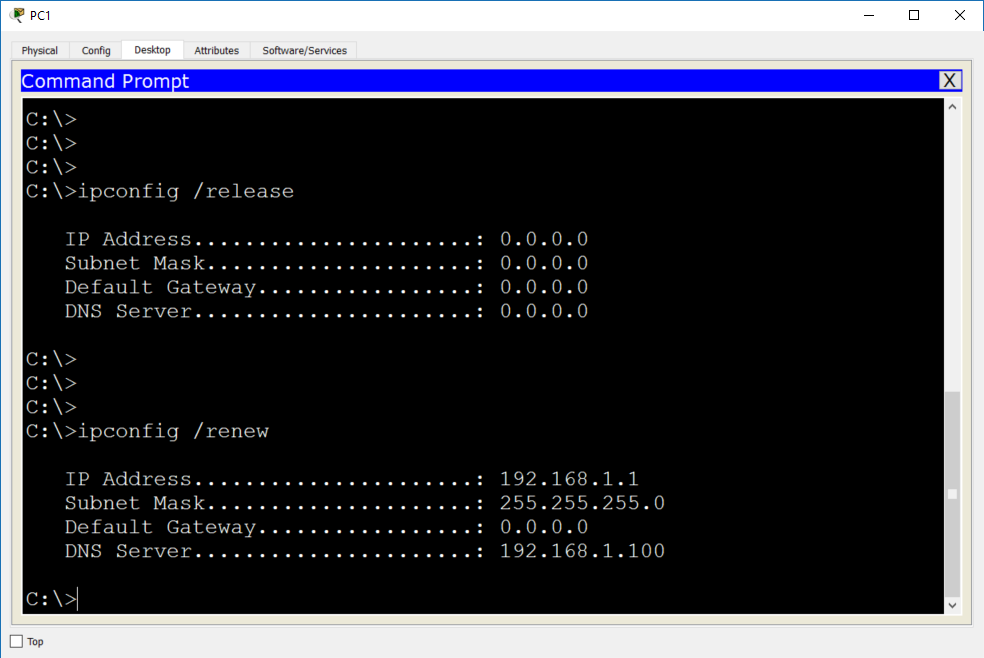 PC1
Physical Config Desktop Attributes Software/Services
Command Prompt X
C:\>
C:\>
C:\>
C:\>ipconfig /release
IP Address......................: 0.0.0.0
Subnet Mask.....................: 0.0.0.0
Default Gateway.................: 0.0.0.0
DNS Server......................: 0.0.0.0
C:\>
C:\>
C:\>
C:\>ipconfig /renew
IP Address......................: 192.168.1.1
Subnet Mask.....................: 255.255.255.0
Default Gateway.................: 0.0.0.0
DNS Server......................: 192.168.1.100
C:\>
Top